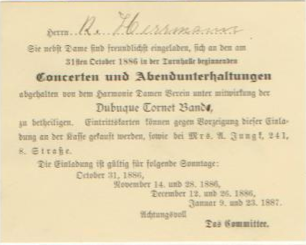 Herrn R. Herrmann
Sie nebst Dame sind freundlichst eingeladen, sich an den am
31sten October 1886 in der Turnhalle beginnenden
Concerten und Abendunterhaltungen
abgehalten von dem Harmonie Damen Verein unter mitwirkung der
Dubuque Cornet Bande,
zu betheiligen. Eintrittskarten können gegen Vorzeigung dieser Einla-
dung an der Kasse gekauft werden, sowie bei Mrs. A. Jungk, 241,
8. Straße.
Die Einladung ist gültig für folgende Sonntage:
October 31, 1886,
November 14. und 28. 1886,
December 12. und 26. 1886,
Januar 9. und 23. 1887.
Achtungsvoll
Das Committee.